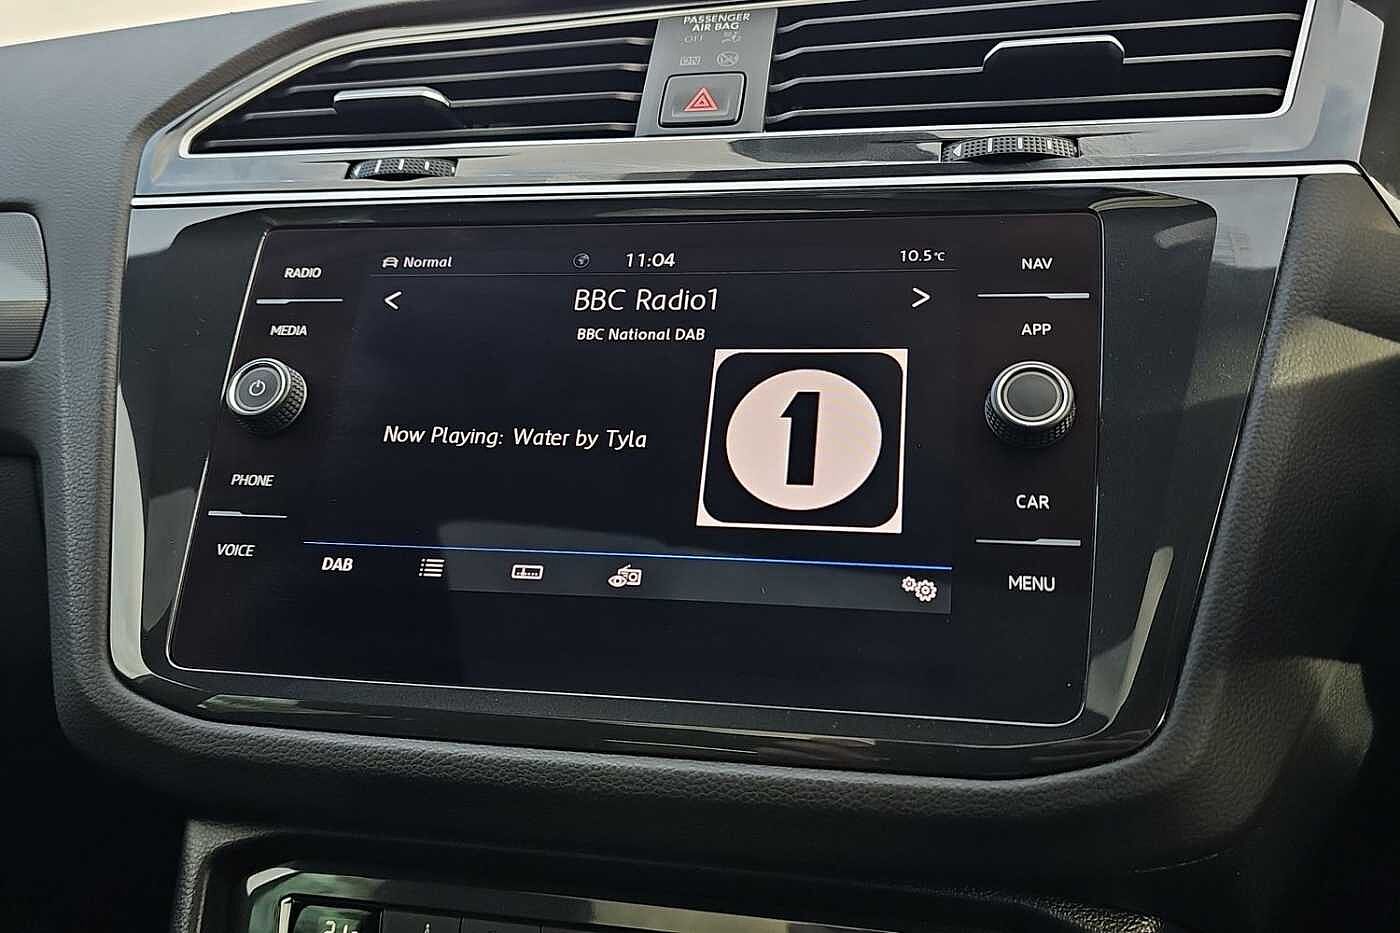 PASSENGER
AIR BAG
OFF
ON
RADIO
Normal
11:04
10.5°C
NAV
MEDIA
BBC Radio1
APP
BBC National DAB
1
Now Playing: Water by Tyla
PHONE
CAR
VOICE
DAB
MENU